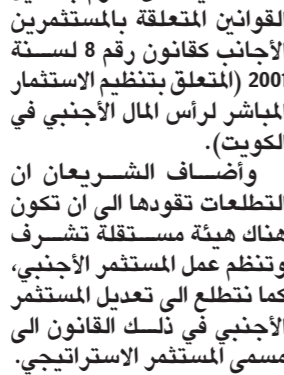 القوانين المتعلقة بالمستثمرين
الأجانب كقانون رقم 8 لسنة
2001 (المتعلق بتنظيم الاستثمار
المباشر لرأس المال الأجنبي في
الكويت).
وأضاف الشريعان ان
التطلعات تقودها الى ان تكون
هناك هيئة مستقلة تشرف
وتنظم عمل المستثمر الأجنبي،
كما نتطلع الى تعديل المستثمر
الأجنبي في ذلك القانون الى
مسمى المستثمر الاستراتيجي.